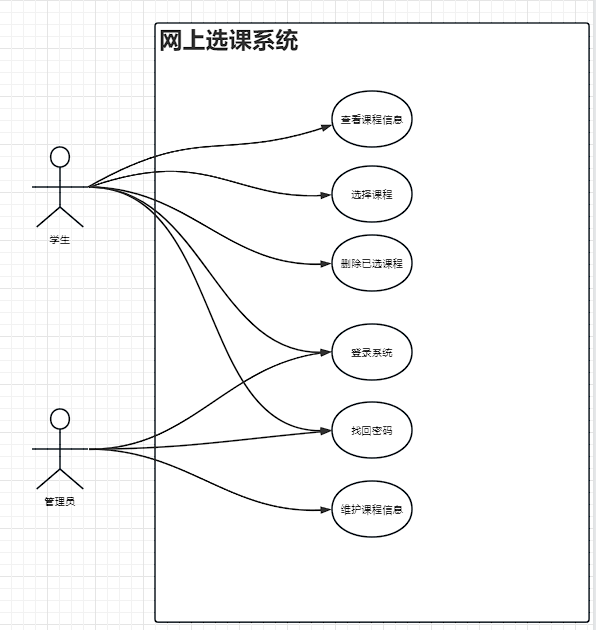 网上选课系统
查看课程信息
选择课程
学生
删除已选课程
登录系统
找回密码
管理员
维护课程信息